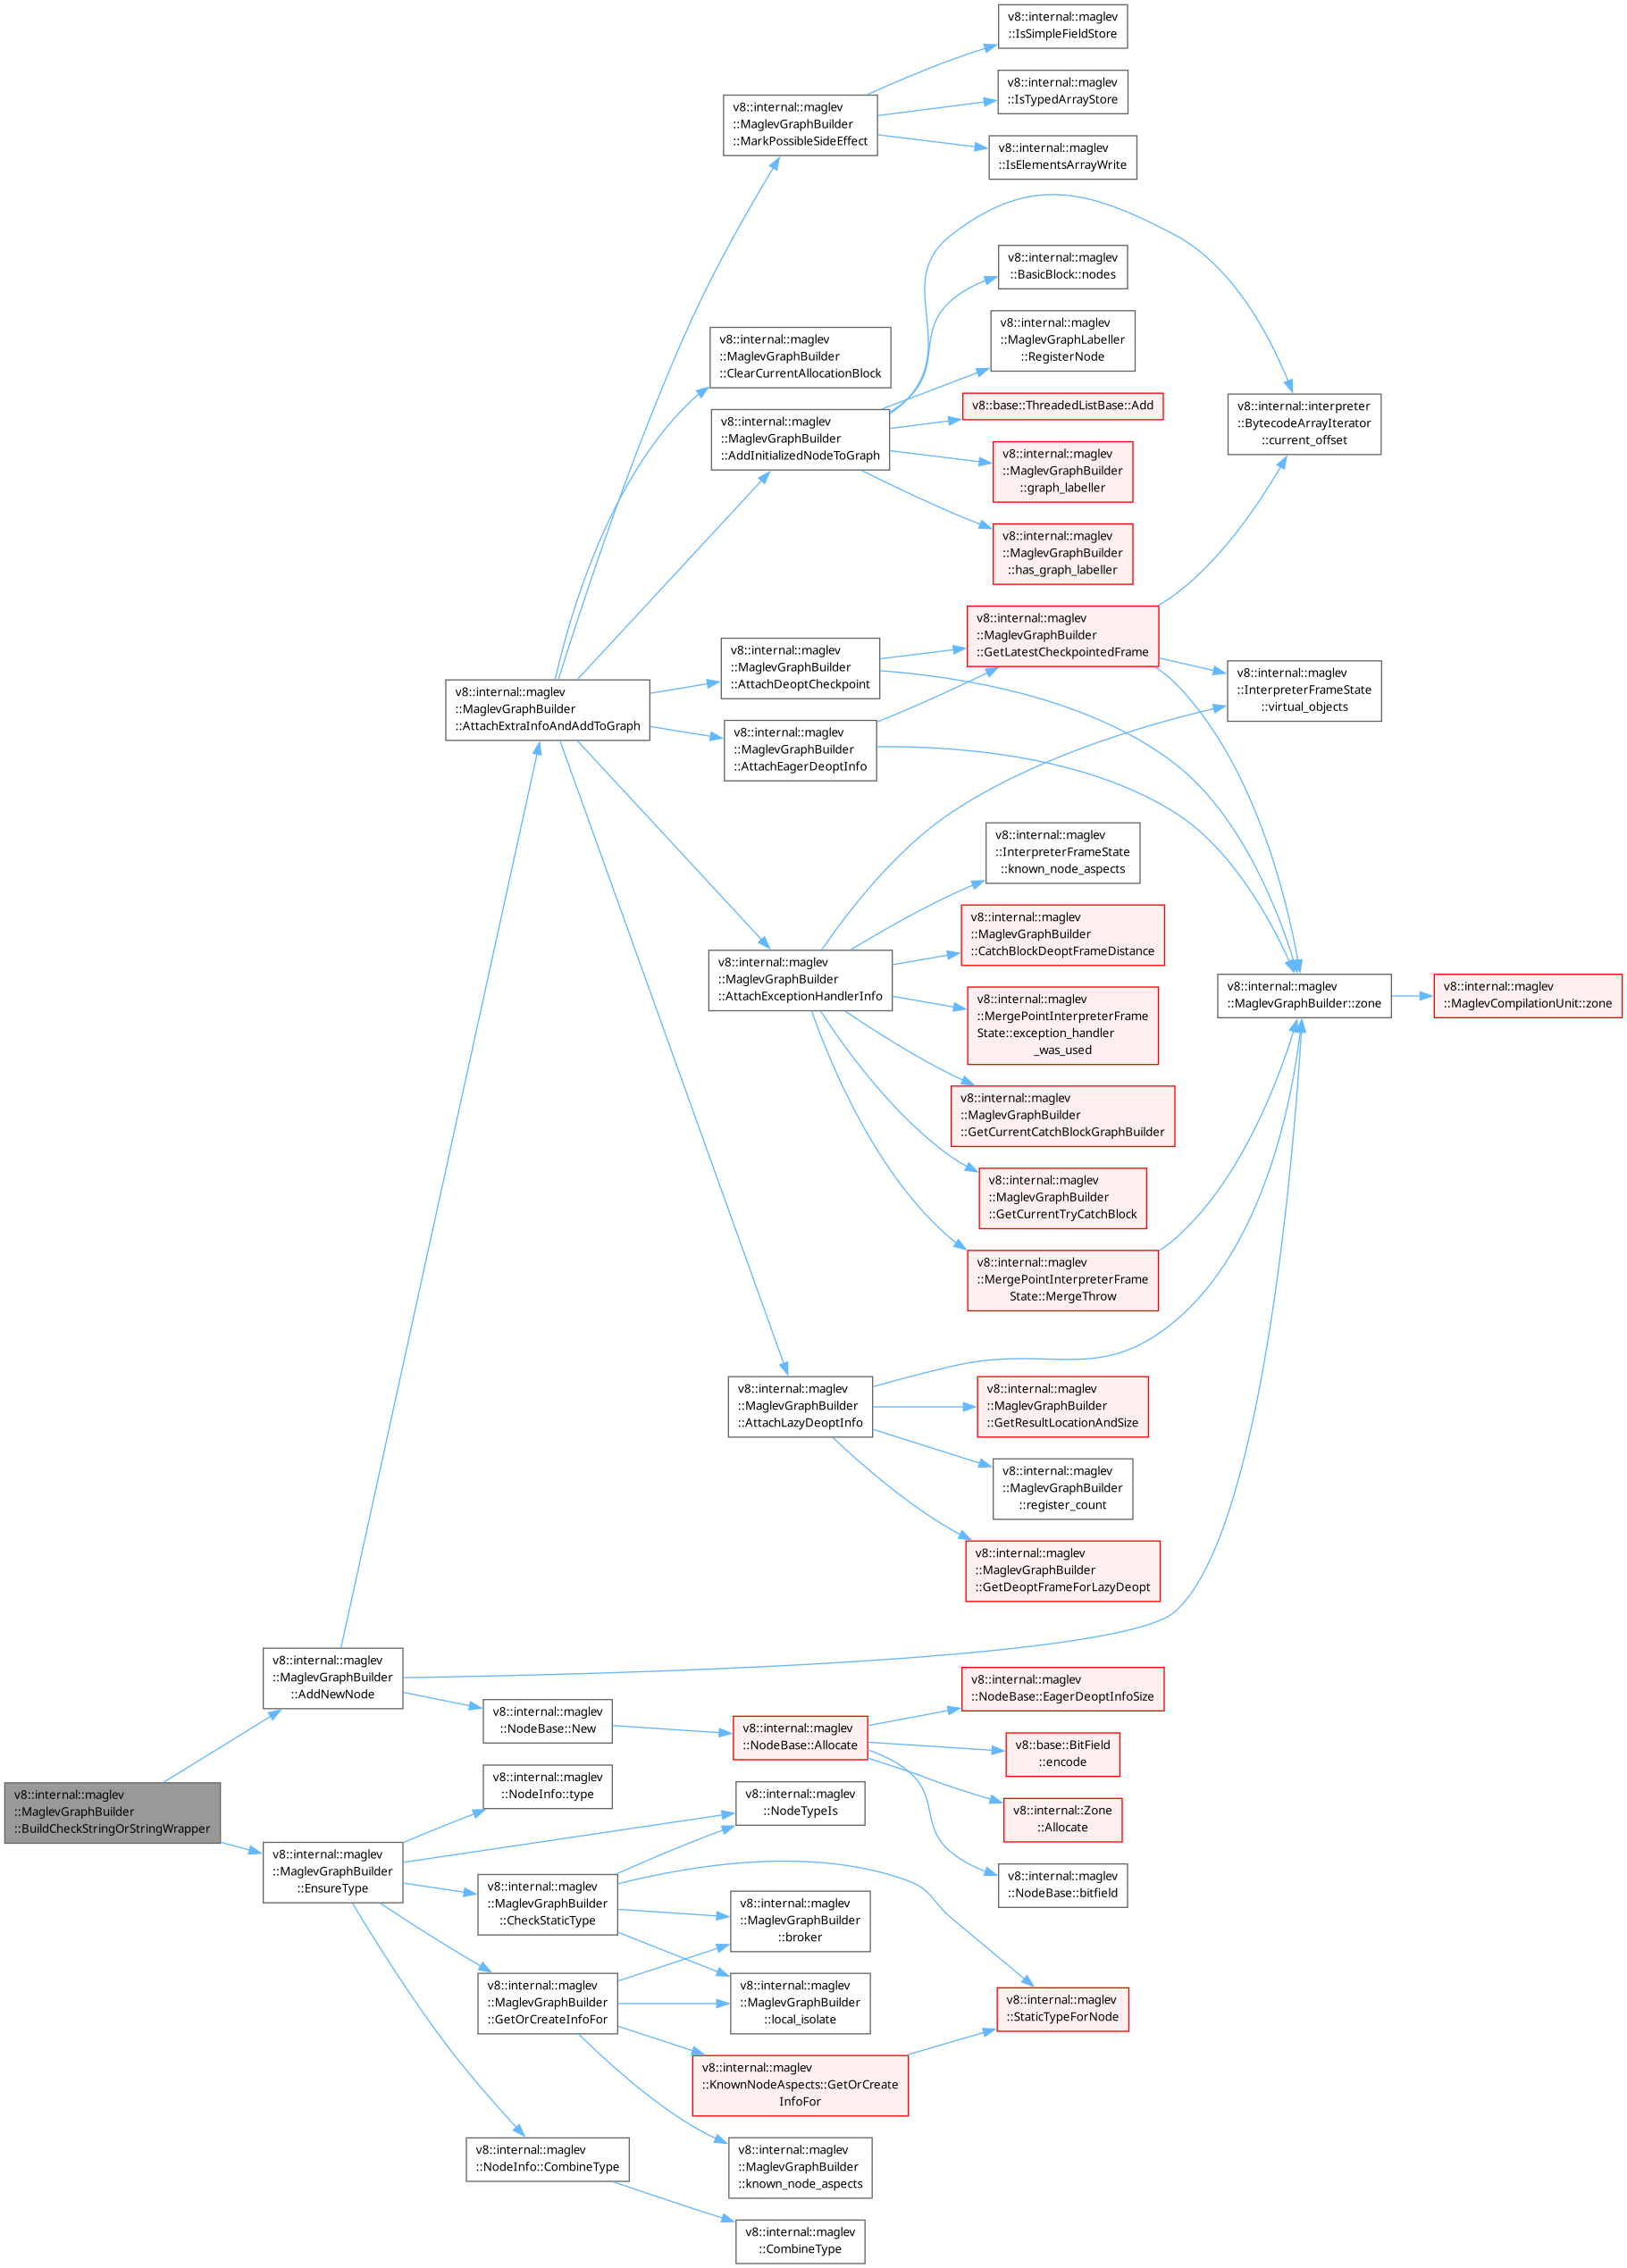 v8::internal::maglev
::IsSimpleFieldStore
v8::internal::maglev
::IsTypedArrayStore
v8::internal::maglev
::MaglevGraphBuilder
::MarkPossibleSideEffect
v8::internal::maglev
::IsElementsArrayWrite
v8::internal::maglev
::BasicBlock::nodes
v8::internal::maglev
::MaglevGraphLabeller
::RegisterNode
v8::internal::maglev
::MaglevGraphBuilder
::ClearCurrentAllocationBlock
v8::base::ThreadedListBase::Add
v8::internal::interpreter
::BytecodeArrayIterator
::current_offset
v8::internal::maglev
::MaglevGraphBuilder
::AddInitializedNodeToGraph
v8::internal::maglev
::MaglevGraphBuilder
::graph_labeller
v8::internal::maglev
::MaglevGraphBuilder
::has_graph_labeller
v8::internal::maglev
::MaglevGraphBuilder
::GetLatestCheckpointedFrame
v8::internal::maglev
::MaglevGraphBuilder
::AttachDeoptCheckpoint
v8::internal::maglev
::InterpreterFrameState
::virtual_objects
v8::internal::maglev
::MaglevGraphBuilder
::AttachExtraInfoAndAddToGraph
v8::internal::maglev
::MaglevGraphBuilder
::AttachEagerDeoptInfo
v8::internal::maglev
::InterpreterFrameState
::known_node_aspects
v8::internal::maglev
::MaglevGraphBuilder
::CatchBlockDeoptFrameDistance
v8::internal::maglev
::MaglevGraphBuilder
::AttachExceptionHandlerInfo
v8::internal::maglev
::MaglevGraphBuilder::zone
v8::internal::maglev
::MaglevCompilationUnit::zone
v8::internal::maglev
::MergePointInterpreterFrame
State::exception_handler
_was_used
v8::internal::maglev
::MaglevGraphBuilder
::GetCurrentCatchBlockGraphBuilder
v8::internal::maglev
::MaglevGraphBuilder
::GetCurrentTryCatchBlock
v8::internal::maglev
::MergePointInterpreterFrame
State::MergeThrow
v8::internal::maglev
::MaglevGraphBuilder
::AttachLazyDeoptInfo
v8::internal::maglev
::MaglevGraphBuilder
::GetResultLocationAndSize
v8::internal::maglev
::MaglevGraphBuilder
::register_count
v8::internal::maglev
::MaglevGraphBuilder
::GetDeoptFrameForLazyDeopt
v8::internal::maglev
::MaglevGraphBuilder
::AddNewNode
v8::internal::maglev
::NodeBase::EagerDeoptInfoSize
v8::internal::maglev
::NodeBase::New
v8::internal::maglev
::NodeBase::Allocate
v8::base::BitField
::encode
v8::internal::maglev
::NodeInfo::type
v8::internal::maglev
::MaglevGraphBuilder
::BuildCheckStringOrStringWrapper
v8::internal::maglev
::NodeTypeIs
v8::internal::Zone
::Allocate
v8::internal::maglev
::MaglevGraphBuilder
::EnsureType
v8::internal::maglev
::NodeBase::bitfield
v8::internal::maglev
::MaglevGraphBuilder
::CheckStaticType
v8::internal::maglev
::MaglevGraphBuilder
::broker
v8::internal::maglev
::MaglevGraphBuilder
::GetOrCreateInfoFor
v8::internal::maglev
::MaglevGraphBuilder
::local_isolate
v8::internal::maglev
::StaticTypeForNode
v8::internal::maglev
::KnownNodeAspects::GetOrCreate
InfoFor
v8::internal::maglev
::NodeInfo::CombineType
v8::internal::maglev
::MaglevGraphBuilder
::known_node_aspects
v8::internal::maglev
::CombineType